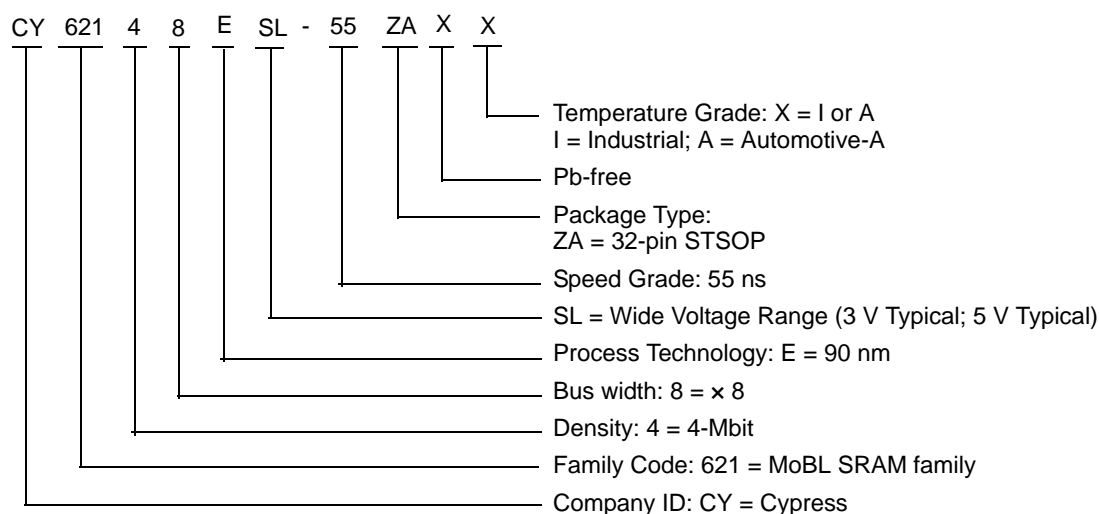 CY 621 4 8 E SL - 55 ZA X X
Temperature Grade: X = I or A
I = Industrial; A = Automotive-A
Pb-free
Package Type:
ZA = 32-pin STSOP
Speed Grade: 55 ns
SL = Wide Voltage Range (3 V Typical; 5 V Typical)
Process Technology: E = 90 nm
Bus width: 8 = × 8
Density: 4 = 4-Mbit
Family Code: 621 = MoBL SRAM family
Company ID: CY = Cypress